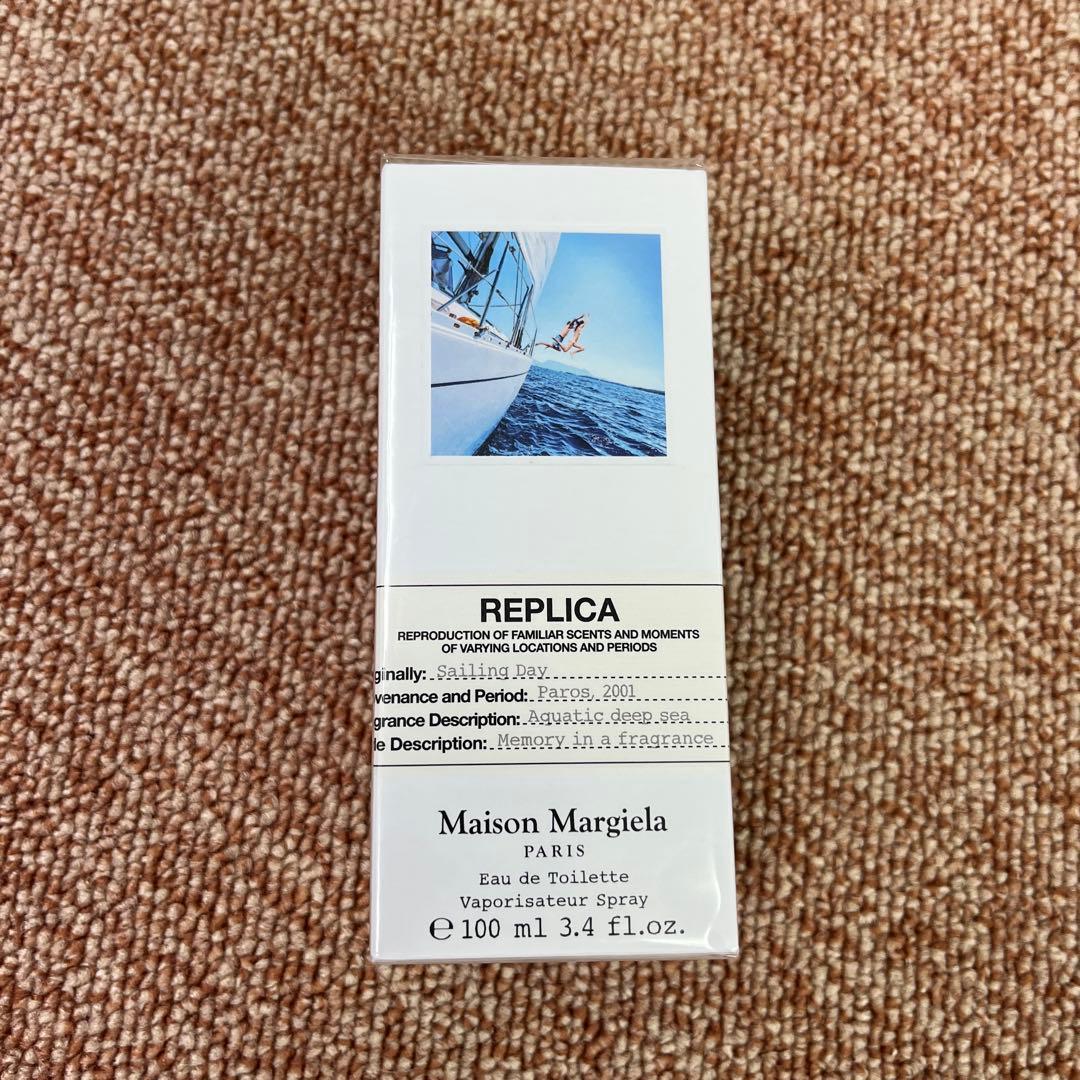 REPLICA
REPRODUCTION OF FAMILIAR SCENTS AND MOMENTS
OF VARYING LOCATIONS AND PERIODS
ginally: Sailing Day
venance and Period: Paros, 2001
grance Description: Aquatic deep sea
le Description: Memory in a fragrance
Maison Margiela
PARIS
Eau de Toilette
Vaporisateur Spray
℮ 100 ml 3.4 fl.oz.